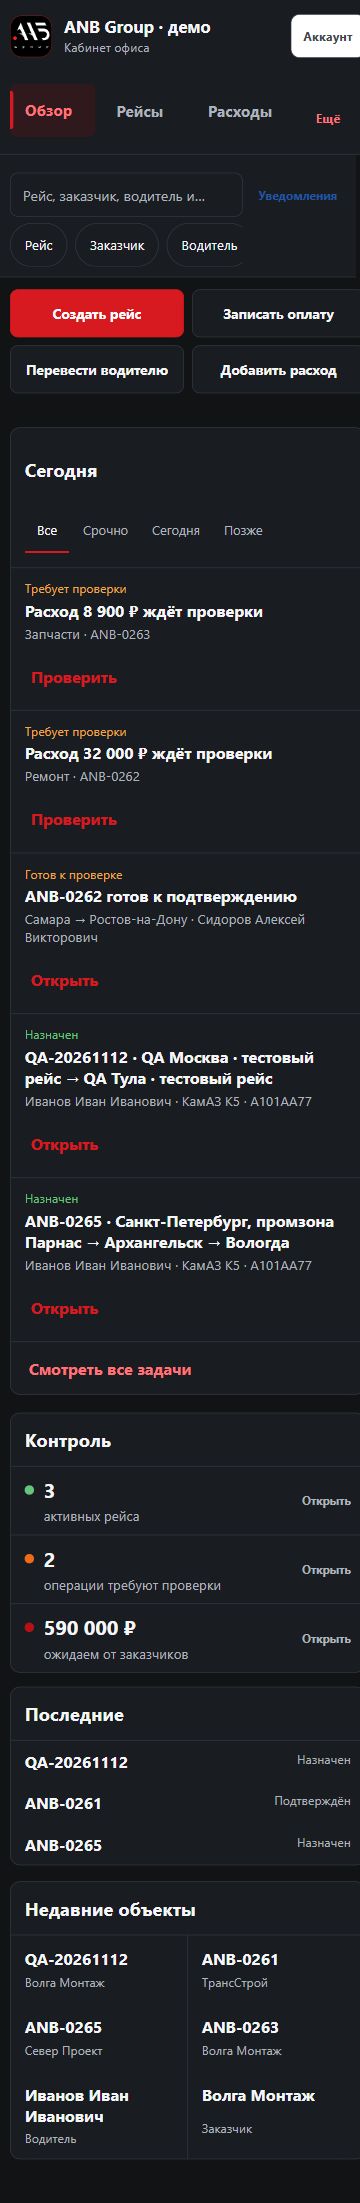 ANB Group · демо
Кабинет офиса
Аккаунт
Обзор
Рейсы
Расходы
Ещё
Рейс, заказчик, водитель и...
Уведомления
Рейс
Заказчик
Водитель
Создать рейс
Записать оплату
Перевести водителю
Добавить расход
Сегодня
Все
Срочно
Сегодня
Позже
Требует проверки
Расход 8 900 ₽ ждёт проверки
Запчасти · ANB-0263
Проверить
Требует проверки
Расход 32 000 ₽ ждёт проверки
Ремонт · ANB-0262
Проверить
Готов к проверке
ANB-0262 готов к подтверждению
Самара → Ростов-на-Дону · Сидоров Алексей
Викторович
Открыть
Назначен
QA-20261112 · QA Москва · тестовый
рейс → QA Тула · тестовый рейс
Иванов Иван Иванович · КамАЗ К5 · А101АА77
Открыть
Назначен
ANB-0265 · Санкт-Петербург, промзона
Парнас → Архангельск → Вологда
Иванов Иван Иванович · КамАЗ К5 · А101АА77
Открыть
Смотреть все задачи
Контроль
3
активных рейса
Открыть
2
операции требуют проверки
Открыть
590 000 ₽
ожидаем от заказчиков
Открыть
Последние
QA-20261112
Назначен
ANB-0261
Подтверждён
ANB-0265
Назначен
Недавние объекты
QA-20261112
Волга Монтаж
ANB-0261
ТрансСтрой
ANB-0265
Север Проект
ANB-0263
Волга Монтаж
Иванов Иван
Иванович
Водитель
Волга Монтаж
Заказчик